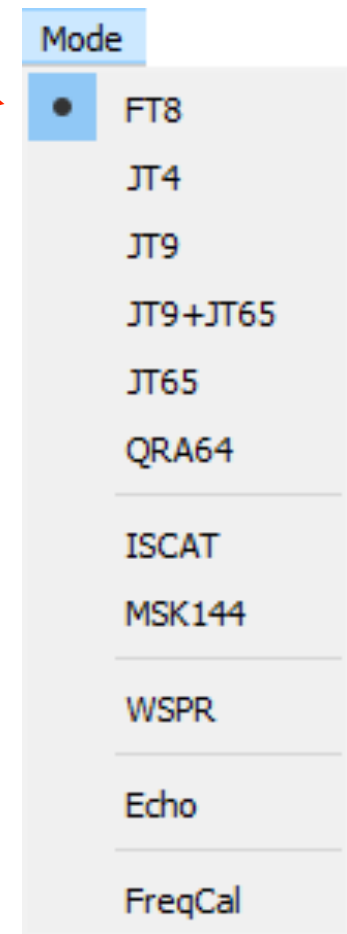 Mode
FT8
JT4
JT9
JT9+JT65
JT65
QRA64
ISCAT
MSK144
WSPR
Echo
FreqCal